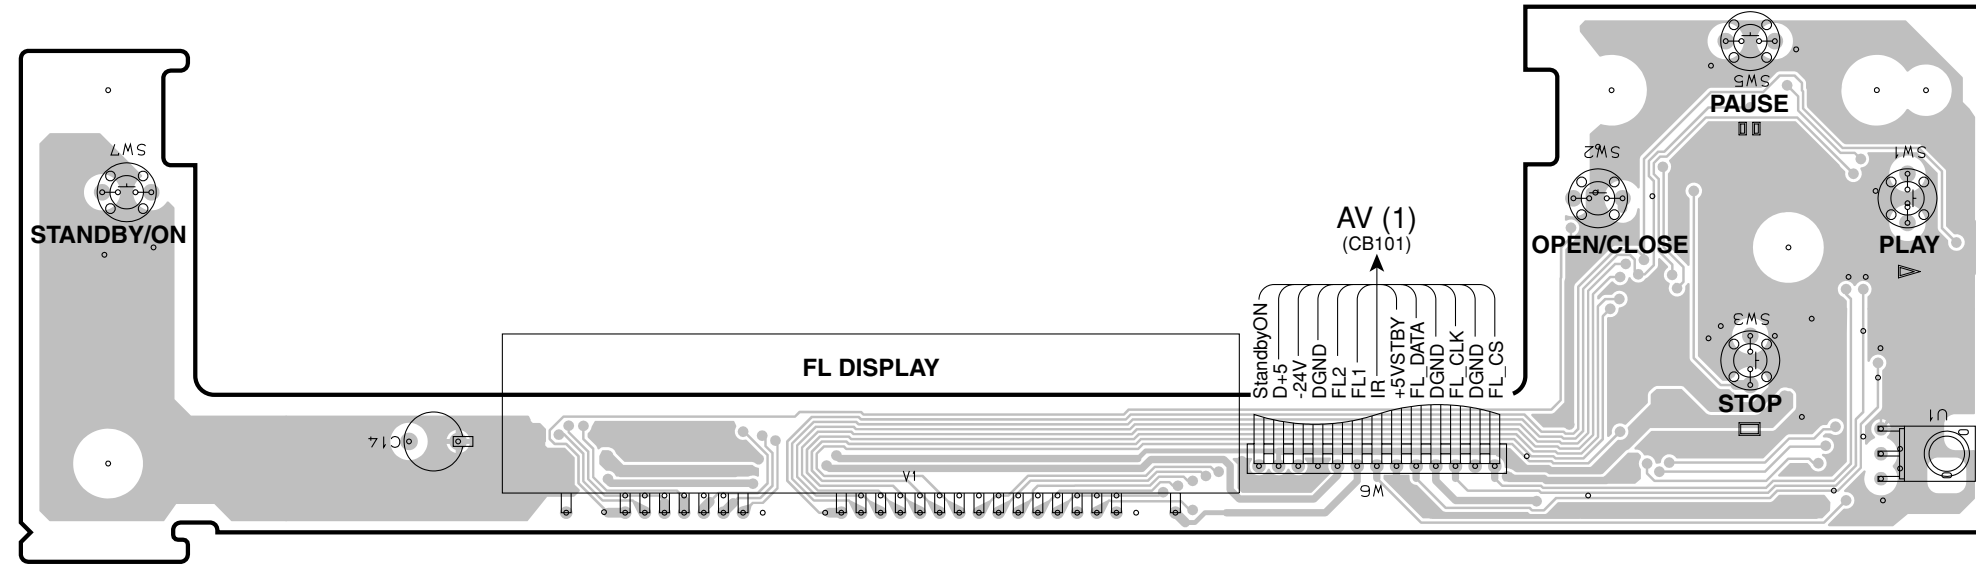 SW5
PAUSE
SW7
SW2
SW1
STANDBY/ON
AV (1)
(CB101)
OPEN/CLOSE
PLAY
StandbyON
D+5
-24V
DGND
FL2
FL1
IR
+5VSTBY
FL_DATA
DGND
FL_CLK
DGND
FL_CS
SW3
FL DISPLAY
STOP
C14
U1
V1
W6